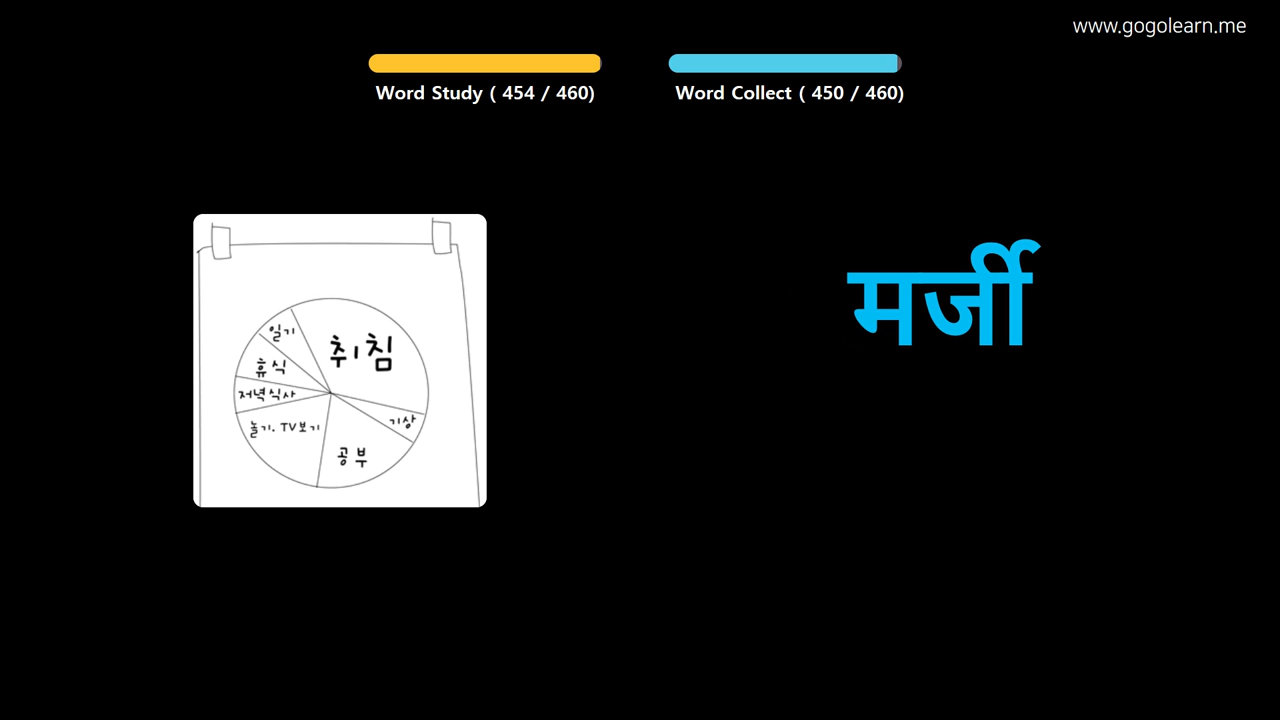 www.gogolearn.me
Word Study ( 454 / 460)
Word Collect ( 450 / 460)
मर्जी
일기
취침
휴식
저녁식사
기상
놀기. TV보기
공부